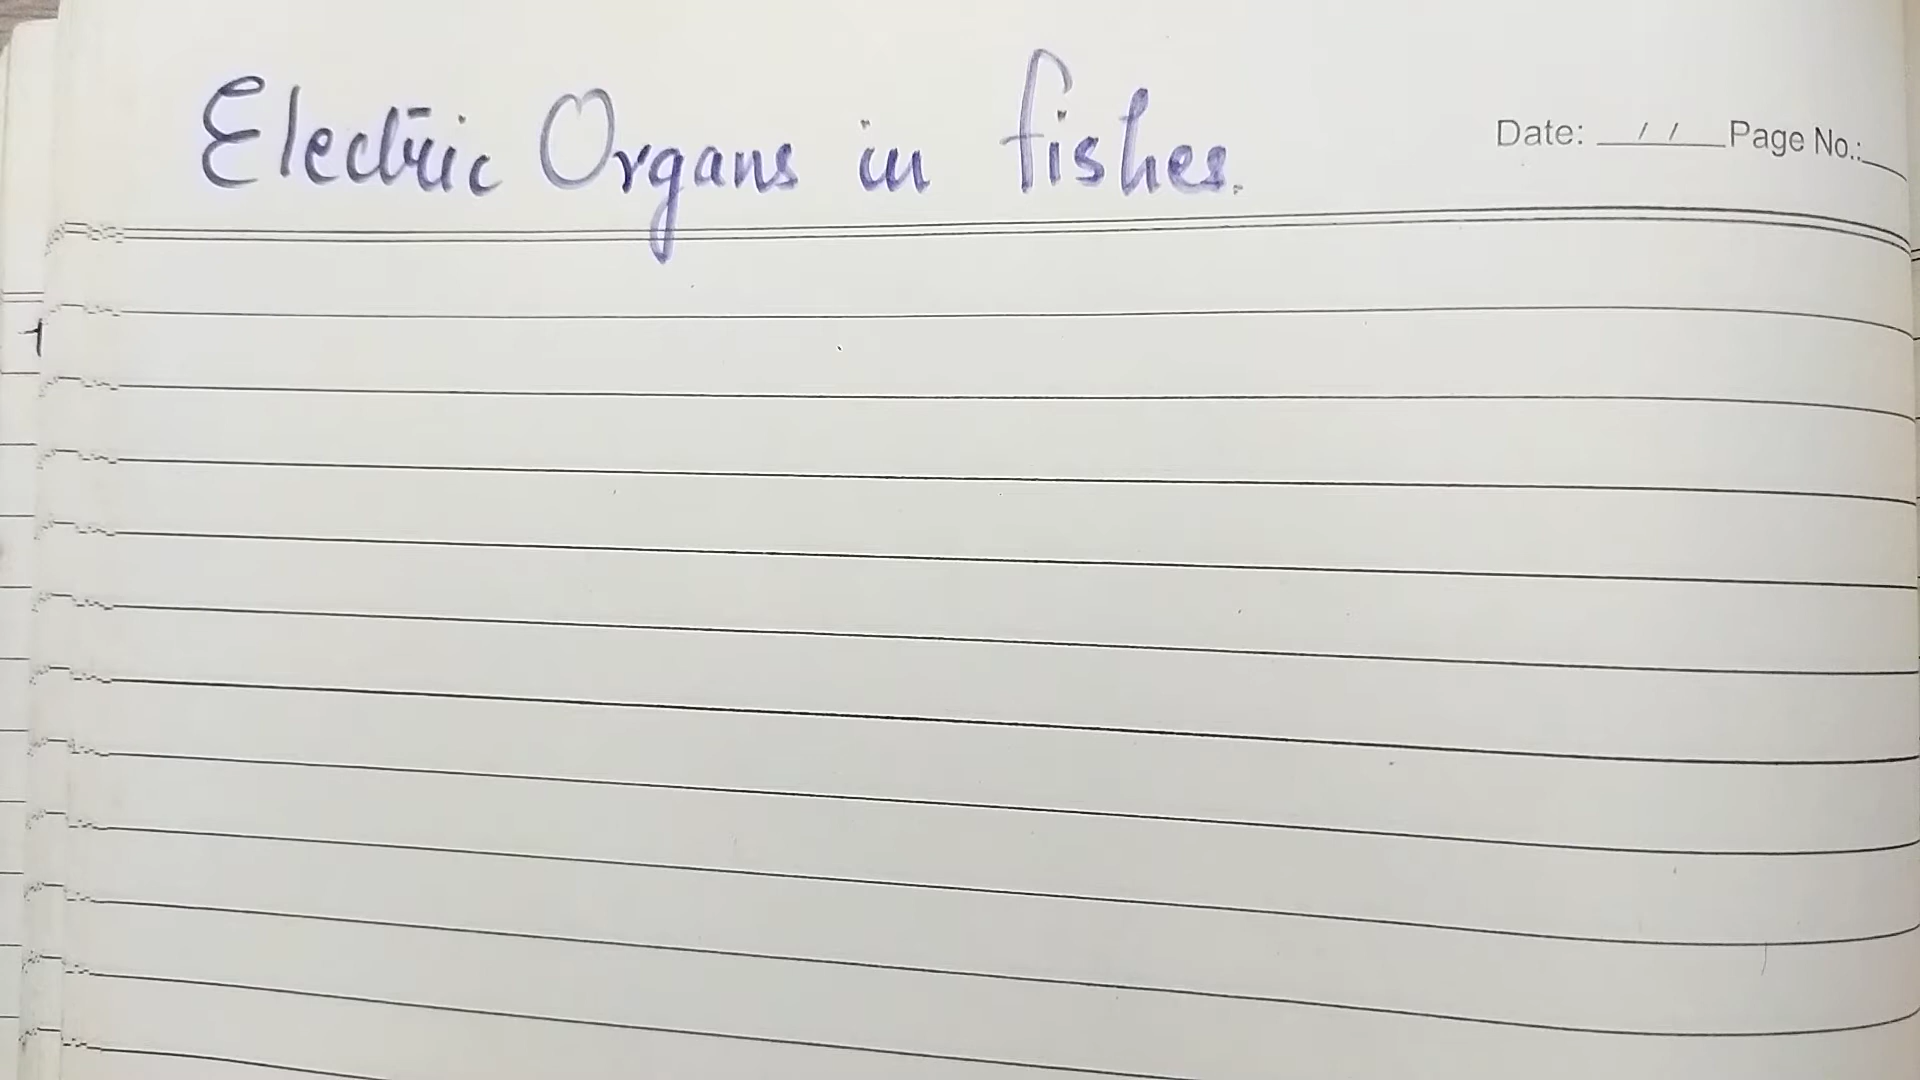 Electric Organs in fishes.
Date: / / Page No.: